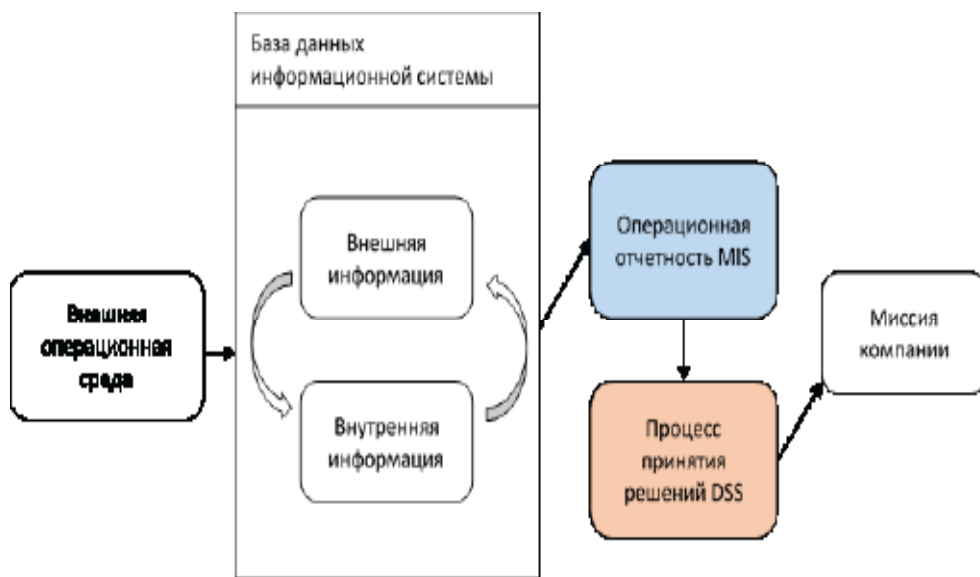 База данных
информационной системы
Внешняя
информация
Внутренняя
информация
Внешняя
операционная
среда
Операционная
отчетность MIS
Процесс
принятия
решений DSS
Миссия
компании